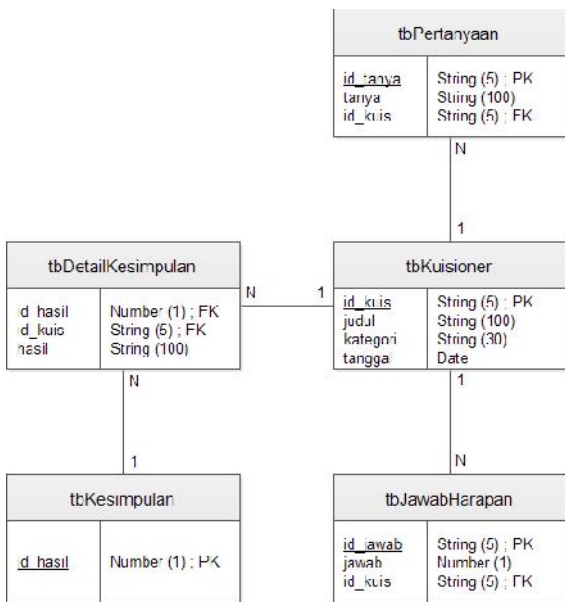 tbPertanyaan
id_tanya String (5) ; PK
tanya String (100)
id_kuis String (5) ; FK
N
1
tbDetailKesimpulan
id_hasil Number (1) ; FK
id_kuis String (5) ; FK
hasil String (100)
N
1
tbKuisioner
id_kuis String (5) ; PK
judul String (100)
kategori String (30)
tanggal Date
N
1
1
N
tbKesimpulan
id_hasil Number (1) ; PK
tbJawabHarapan
id_jawab String (5) ; PK
jawab Number (1)
id_kuis String (5) ; FK